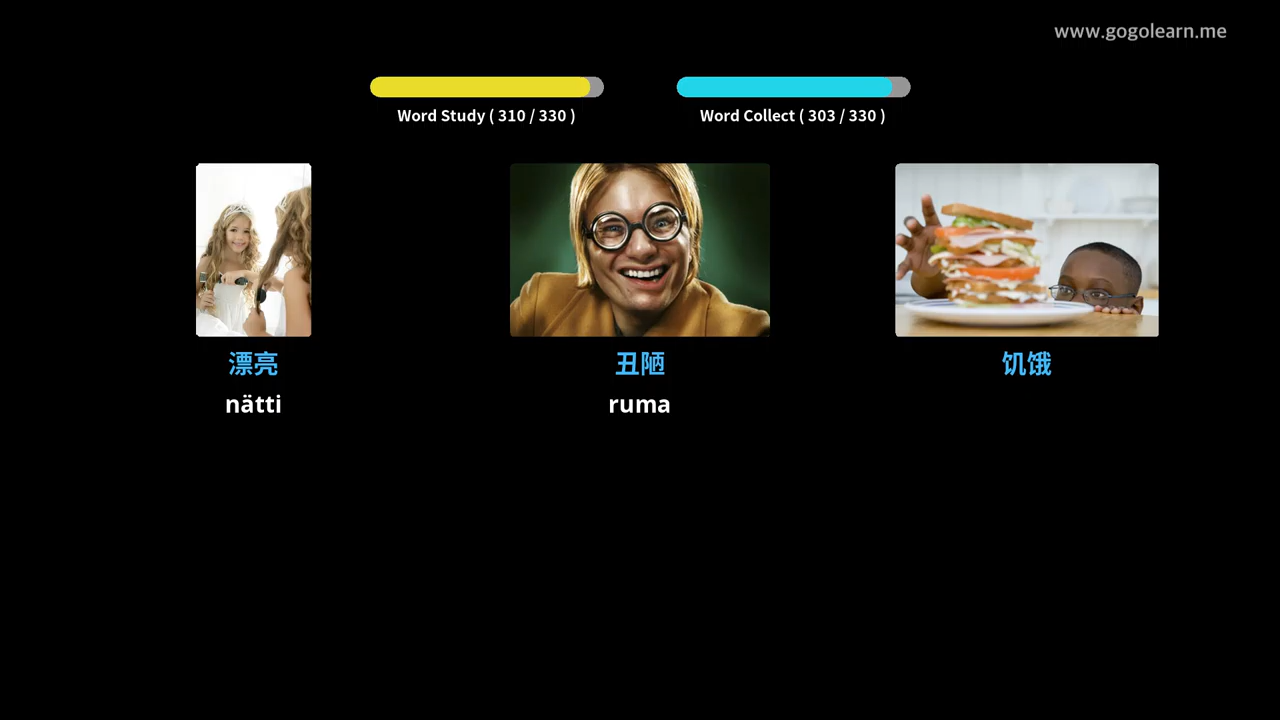 www.gogolearn.me
Word Study ( 310 / 330 )
Word Collect ( 303 / 330 )
漂亮
丑陋
饥饿
nätti
ruma